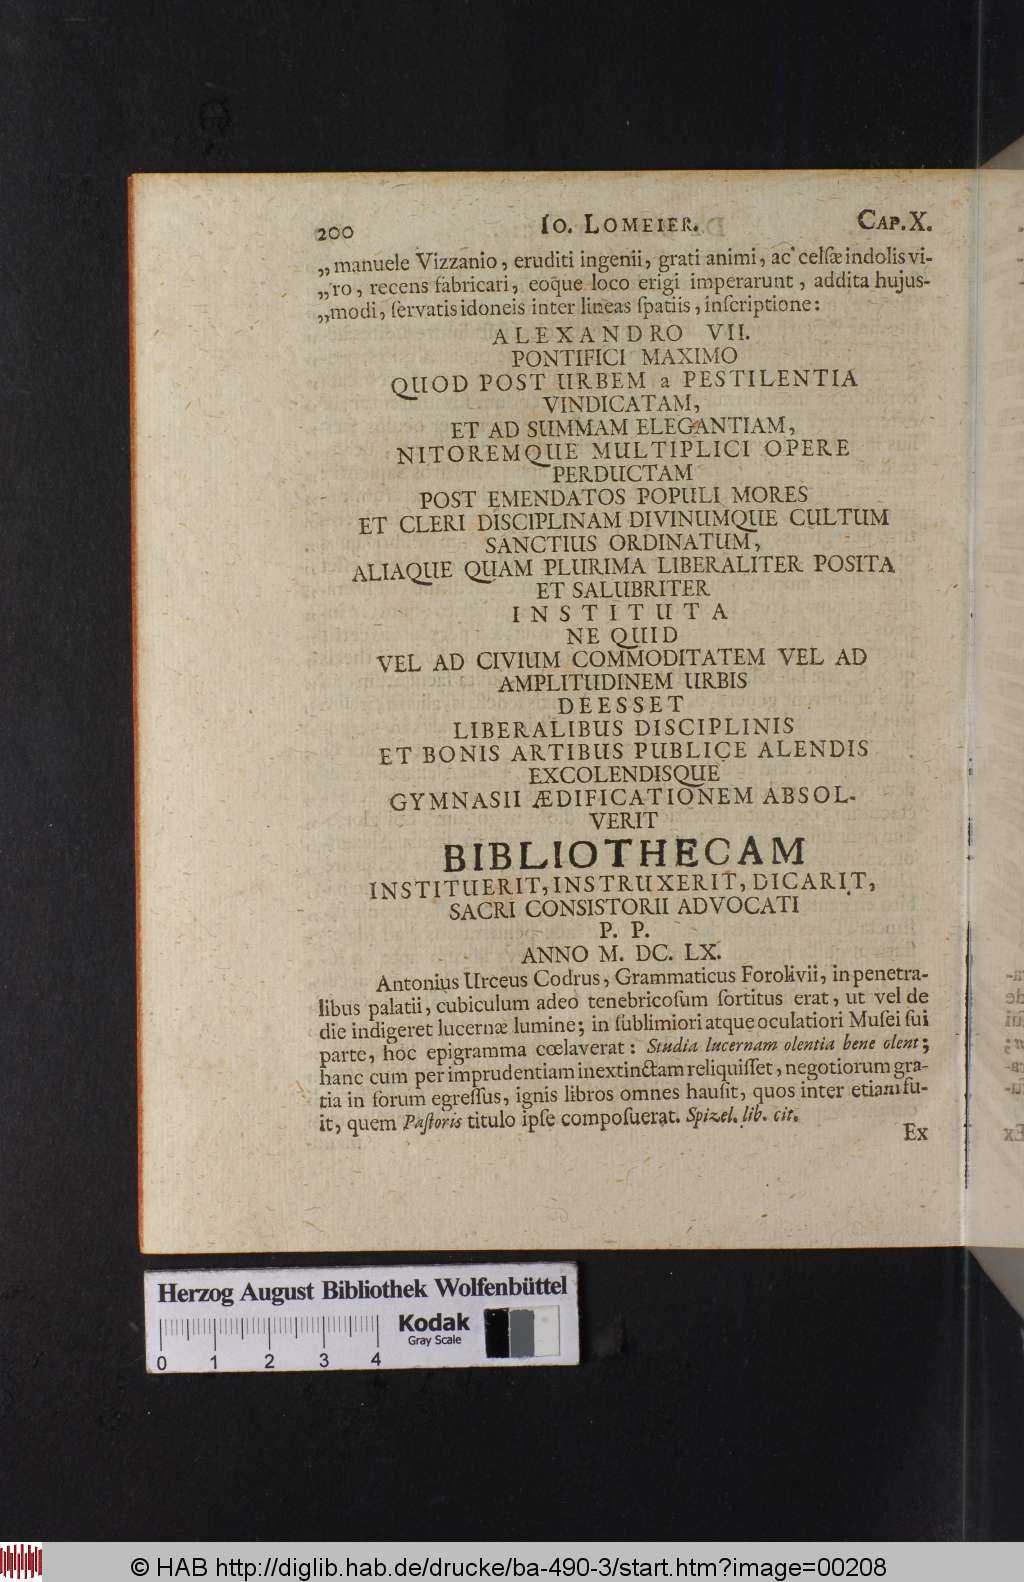 200 IO. LOMEIER. CAP. X.
„manuele Vizzanio, eruditi ingenii, grati animi, ac celſæ indolis vi-
„ro, recens fabricari, eoque loco erigi imperarunt, addita hujus-
„modi, ſervatis idoneis inter lineas ſpatiis, inſcriptione:
ALEXANDRO VII.
PONTIFICI MAXIMO
QUOD POST URBEM a PESTILENTIA
VINDICATAM,
ET AD SUMMAM ELEGANTIAM,
NITOREMQUE MULTIPLICI OPERE
PERDUCTAM
POST EMENDATOS POPULI MORES
ET CLERI DISCIPLINAM DIVINUMQUE CULTUM
SANCTIUS ORDINATUM,
ALIAQUE QUAM PLURIMA LIBERALITER POSITA
ET SALUBRITER
INSTITUTA
NE QUID
VEL AD CIVIUM COMMODITATEM VEL AD
AMPLITUDINEM URBIS
DEESSET
LIBERALIBUS DISCIPLINIS
ET BONIS ARTIBUS PUBLICE ALENDIS
EXCOLENDISQUE
GYMNASII ÆDIFICATIONEM ABSOL-
VERIT
BIBLIOTHECAM
INSTITUERIT, INSTRUXERIT, DICARIT,
SACRI CONSISTORII ADVOCATI
P. P.
ANNO M. DC. LX.
Antonius Urceus Codrus, Grammaticus Forolivii, in penetra-
libus palatii, cubiculum adeo tenebricoſum ſortitus erat, ut vel de
die indigeret lucernæ lumine; in ſublimiori atque oculatiori Muſei ſui
parte, hoc epigramma cœlaverat: Studia lucernam olentia bene olent;
hanc cum per imprudentiam inextinctam reliquiſſet, negotiorum gra-
tia in forum egreſſus, ignis libros omnes hauſit, quos inter etiam fu-
it, quem Paſtoris titulo ipſe compoſuerat. Spizel. lib. cit.
Ex
Herzog August Bibliothek Wolfenbüttel
Kodak
Gray Scale
0 1 2 3 4
© HAB http://diglib.hab.de/drucke/ba-490-3/start.htm?image=00208